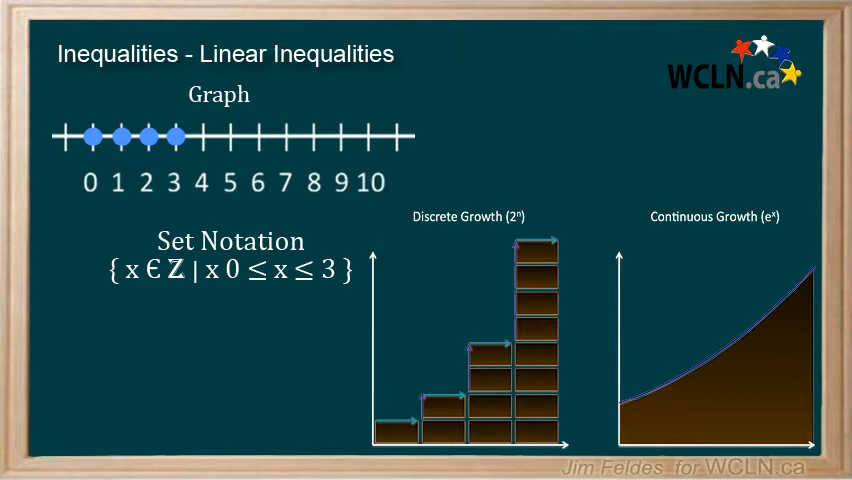 Inequalities - Linear Inequalities
WCLN.ca
Graph
0 1 2 3 4 5 6 7 8 9 10
Discrete Growth (2ⁿ)
Continuous Growth (eˣ)
Set Notation
{ x Є ℤ | x 0 ≤ x ≤ 3 }
Jim Feldes for WCLN.ca